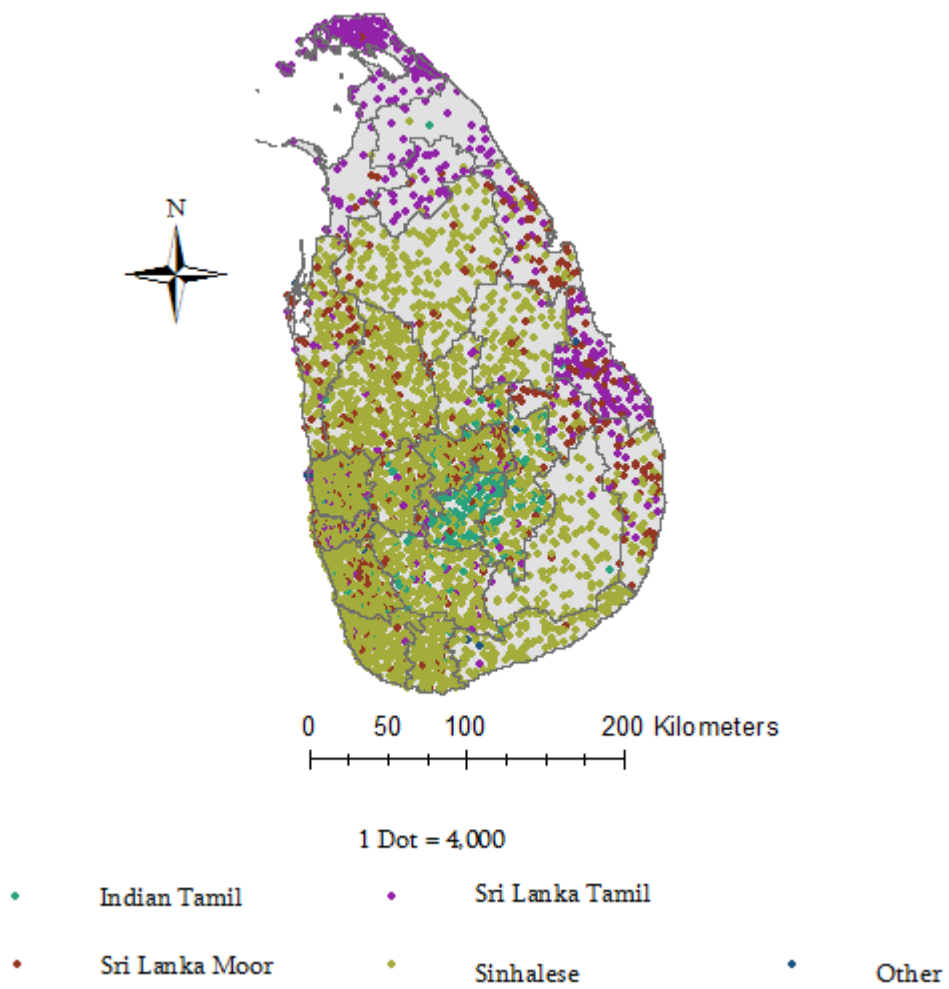 N
0 50 100 200 Kilometers
1 Dot = 4,000
Indian Tamil Sri Lanka Tamil
Sri Lanka Moor Sinhalese Other